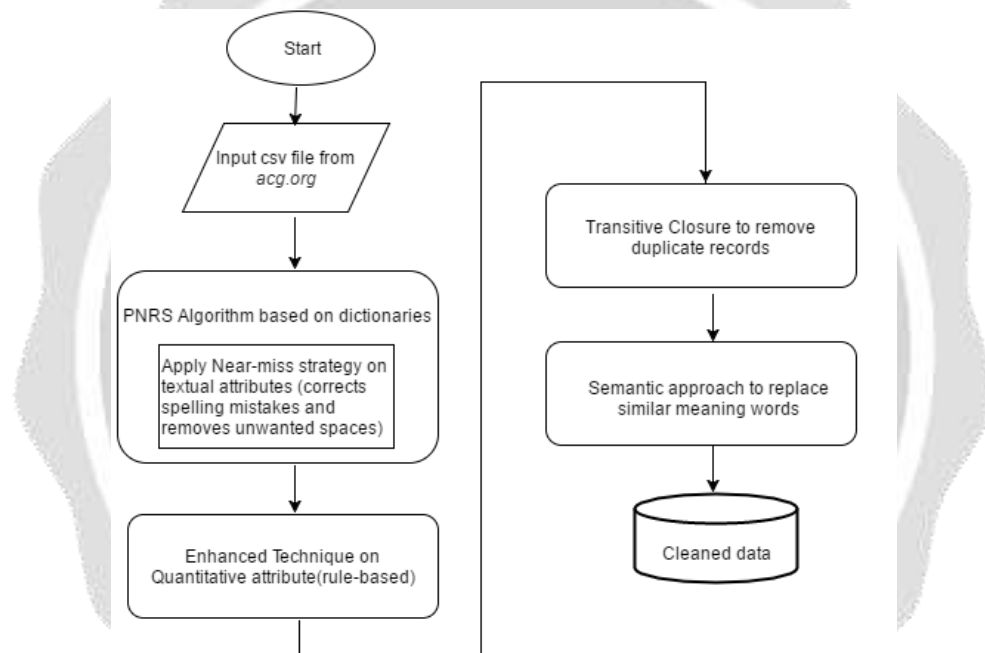 Start
Input csv file from
acg.org
PNRS Algorithm based on dictionaries
Apply Near-miss strategy on
textual attributes (corrects
spelling mistakes and
removes unwanted spaces)
Enhanced Technique on
Quantitative attribute(rule-based)
Transitive Closure to remove
duplicate records
Semantic approach to replace
similar meaning words
Cleaned data